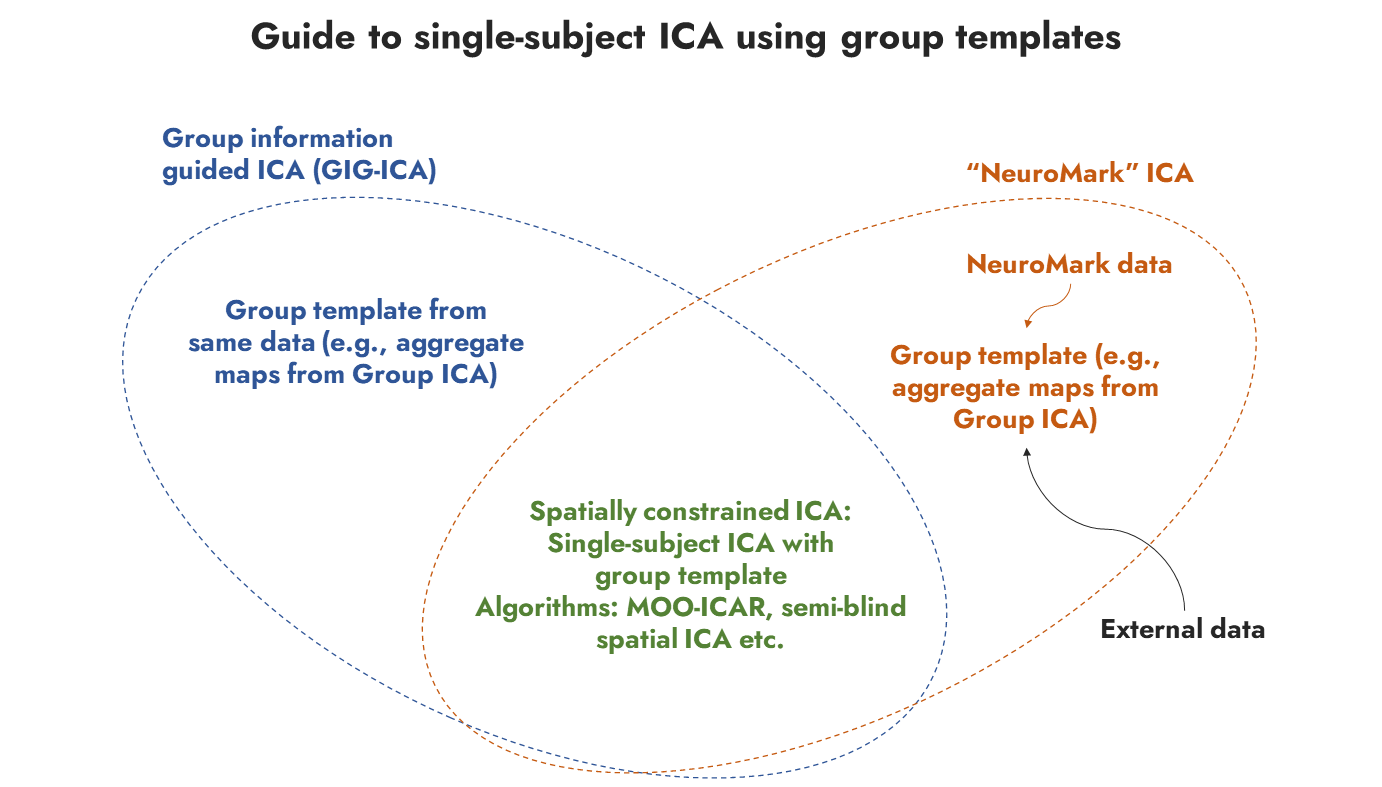 Guide to single-subject ICA using group templates
Group information
guided ICA (GIG-ICA)
“NeuroMark” ICA
NeuroMark data
Group template from
same data (e.g., aggregate
maps from Group ICA)
Group template (e.g.,
aggregate maps from
Group ICA)
Spatially constrained ICA:
Single-subject ICA with
group template
Algorithms: MOO-ICAR, semi-blind
spatial ICA etc.
External data